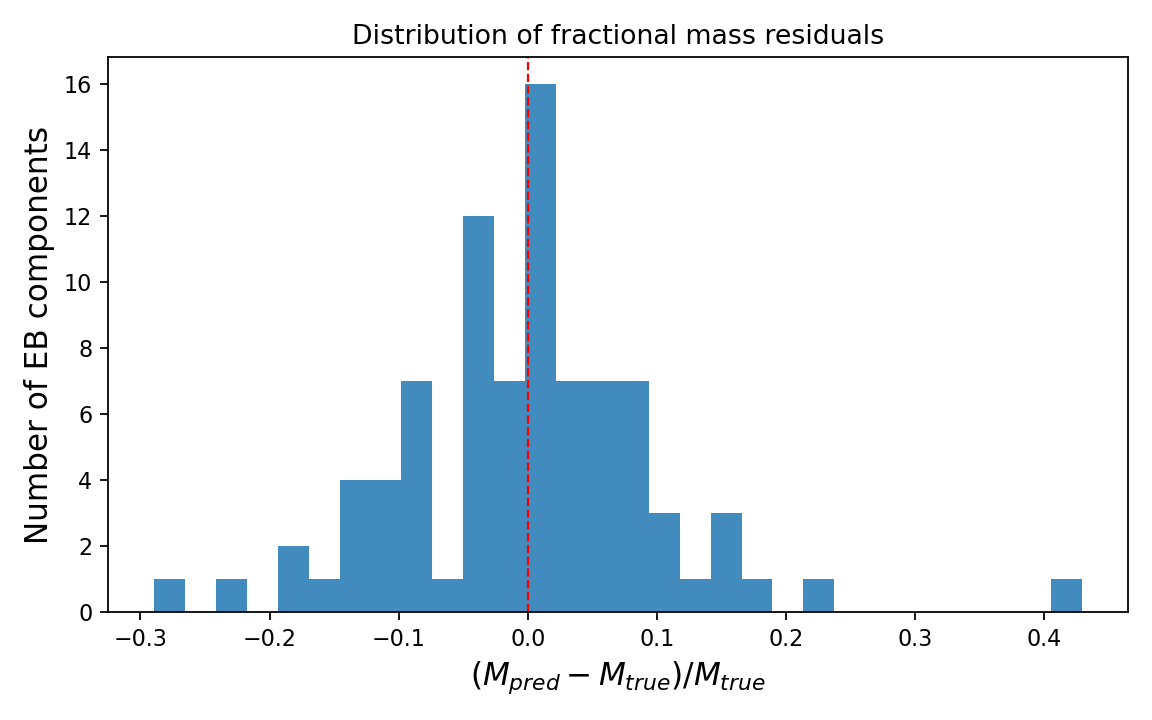 Distribution of fractional mass residuals
Number of EB components
16
14
12
10
8
6
4
2
0
−0.3 −0.2 −0.1 0.0 0.1 0.2 0.3 0.4
(M_pred − M_true)/M_true